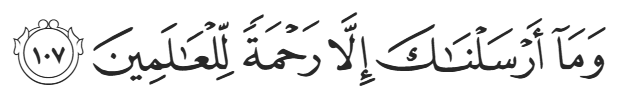 وَمَآ أَرْسَلْنَـٰكَ إِلَّا رَحْمَةً لِّلْعَـٰلَمِينَ ١٠٧